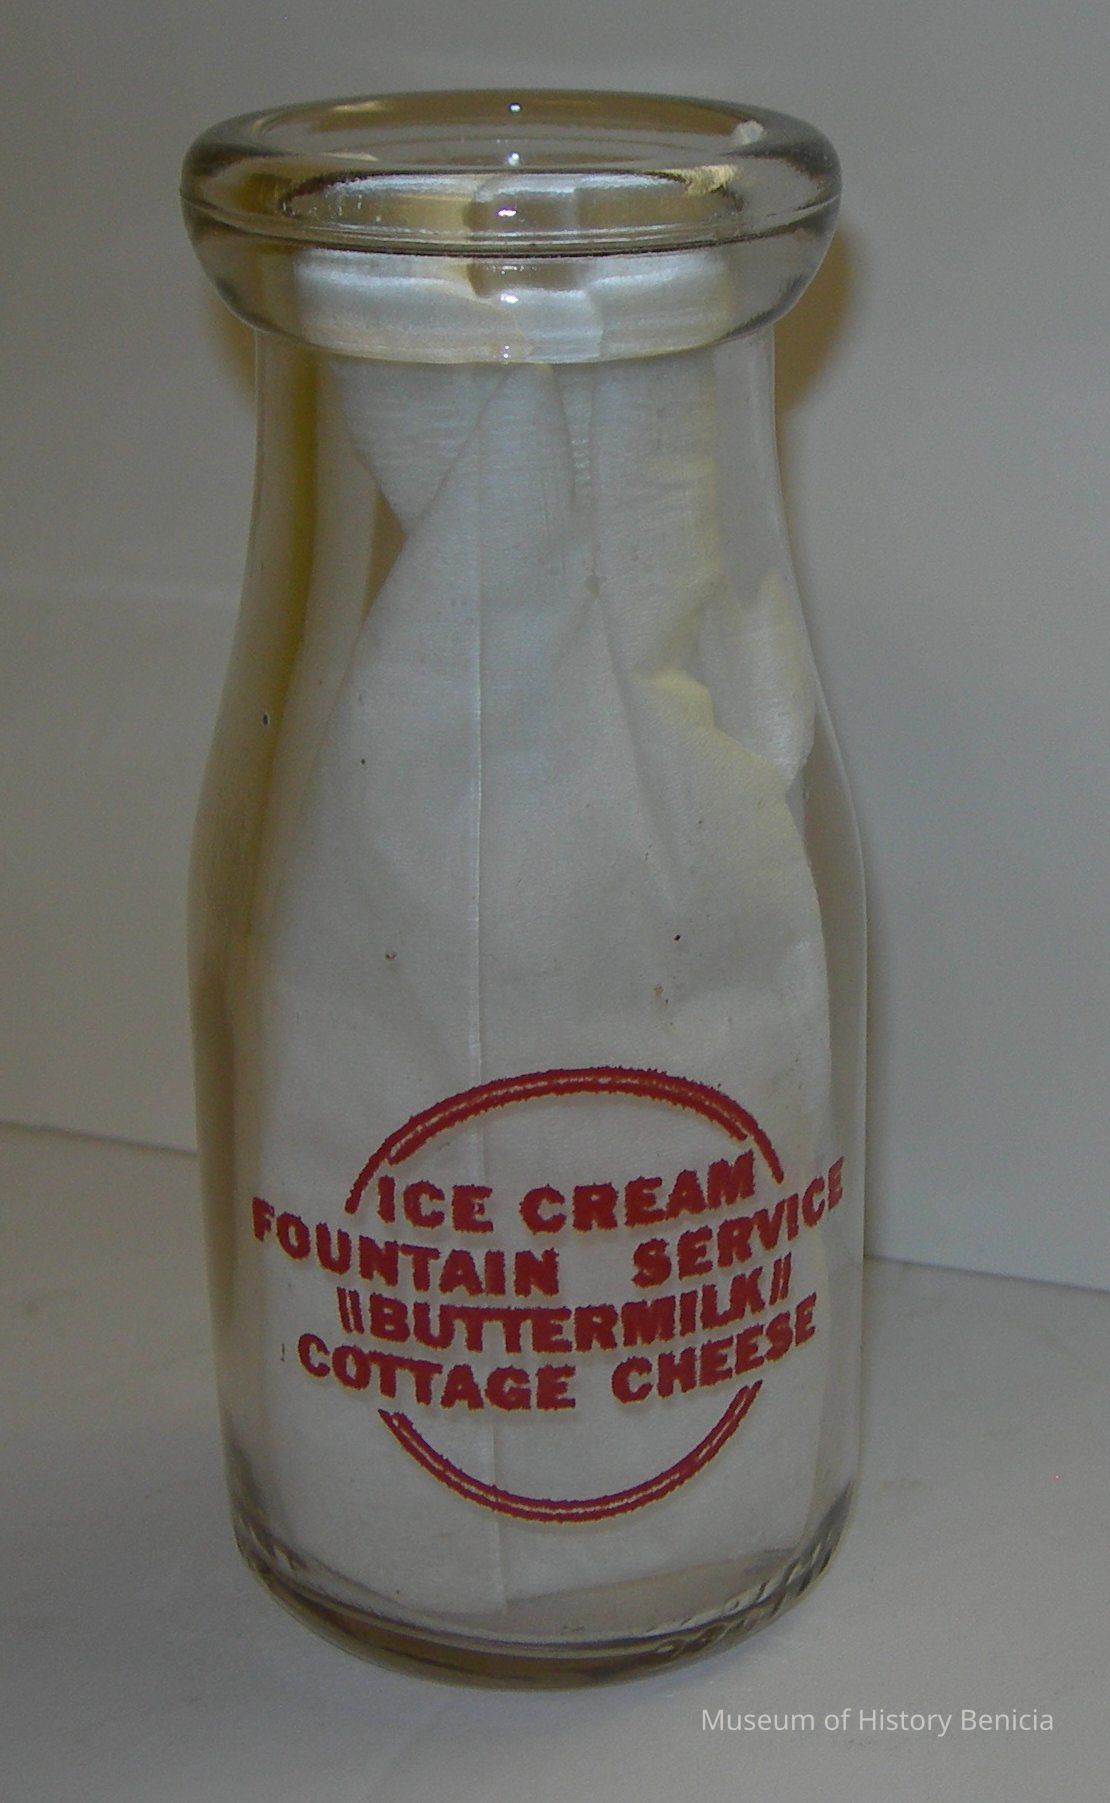 ICE CREAM
FOUNTAIN SERVICE
"BUTTERMILK"
COTTAGE CHEESE
Museum of History Benicia